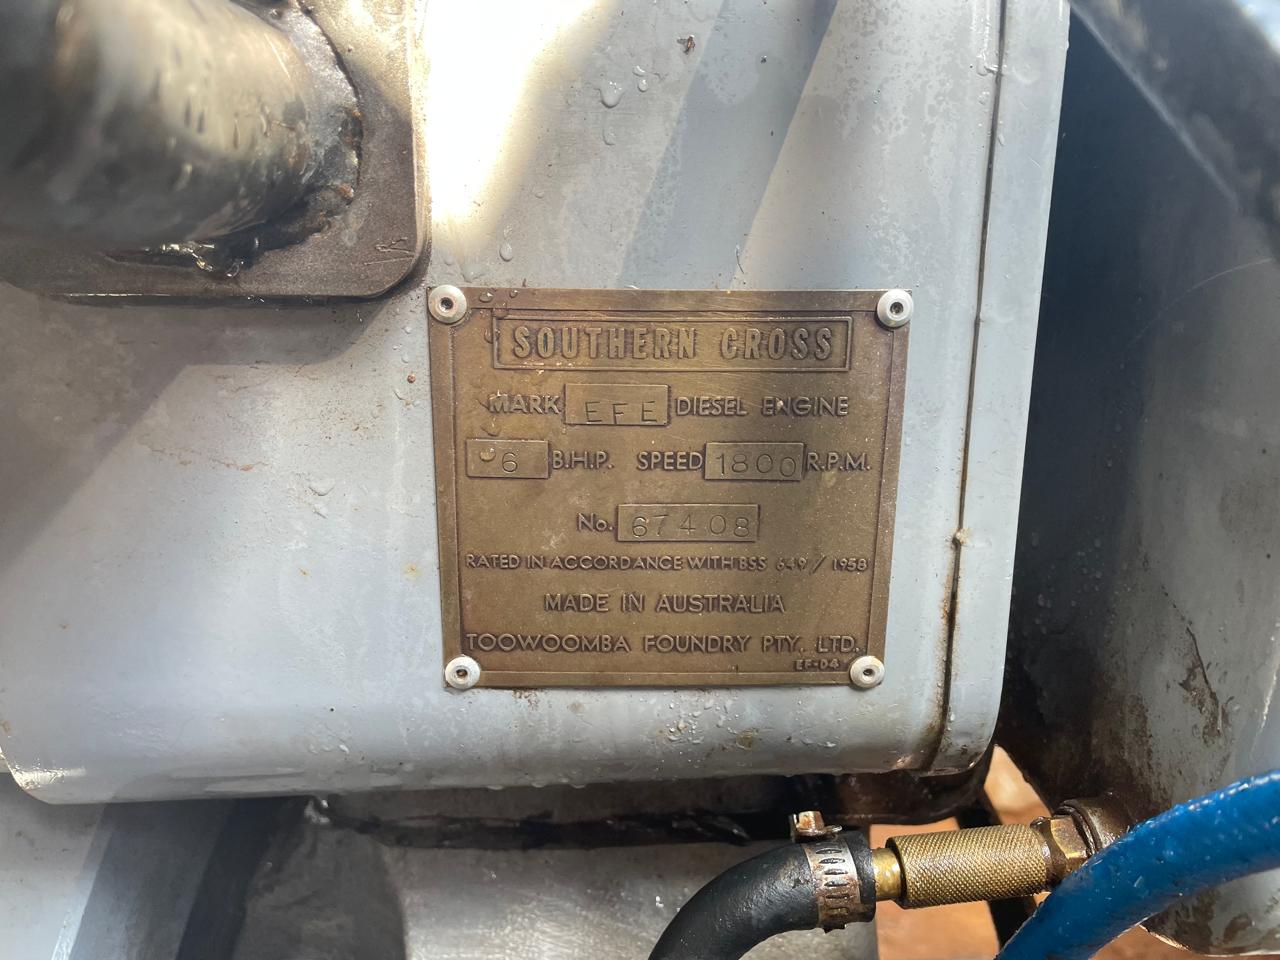 SOUTHERN CROSS
MARK EFE DIESEL ENGINE
6 B.H.P. SPEED 1800 R.P.M.
No. 67408
RATED IN ACCORDANCE WITH BSS 649/1958
MADE IN AUSTRALIA
TOOWOOMBA FOUNDRY PTY. LTD.
EF-D4